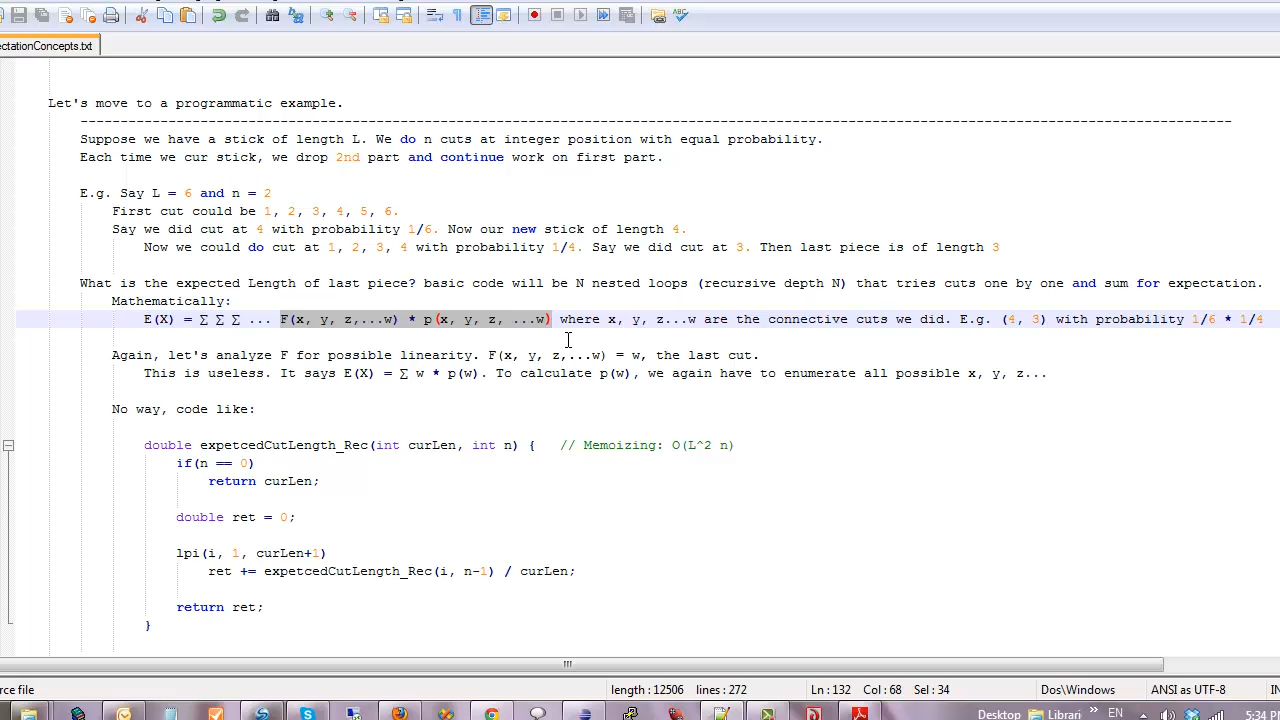 ectationConcepts.txt
Let's move to a programmatic example.
------------------------------------------------------------------------------------------------------------------------------------------------
Suppose we have a stick of length L. We do n cuts at integer position with equal probability.
Each time we cur stick, we drop 2nd part and continue work on first part.
E.g. Say L = 6 and n = 2
First cut could be 1, 2, 3, 4, 5, 6.
Say we did cut at 4 with probability 1/6. Now our new stick of length 4.
Now we could do cut at 1, 2, 3, 4 with probability 1/4. Say we did cut at 3. Then last piece is of length 3
What is the expected Length of last piece? basic code will be N nested loops (recursive depth N) that tries cuts one by one and sum for expectation.
Mathematically:
E(X) = ∑ ∑ ∑ ... F(x, y, z,...w) * p(x, y, z, ...w) where x, y, z...w are the connective cuts we did. E.g. (4, 3) with probability 1/6 * 1/4
Again, let's analyze F for possible linearity. F(x, y, z,...w) = w, the last cut.
This is useless. It says E(X) = ∑ w * p(w). To calculate p(w), we again have to enumerate all possible x, y, z...
No way, code like:
double expetcedCutLength_Rec(int curLen, int n) { // Memoizing: O(L^2 n)
if(n == 0)
return curLen;
double ret = 0;
lpi(i, 1, curLen+1)
ret += expetcedCutLength_Rec(i, n-1) / curLen;
return ret;
}
rce file length : 12506 lines : 272 Ln : 132 Col : 68 Sel : 34 Dos\Windows ANSI as UTF-8 IN
Desktop Librari EN 5:34 P